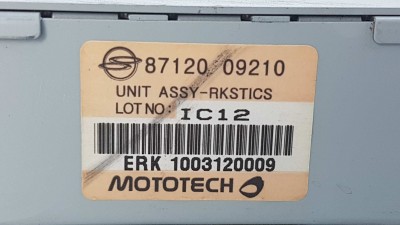 87120 09210
UNIT ASSY-RKSTICS
LOT NO: IC12
ERK 1003120009
MOTOTECH